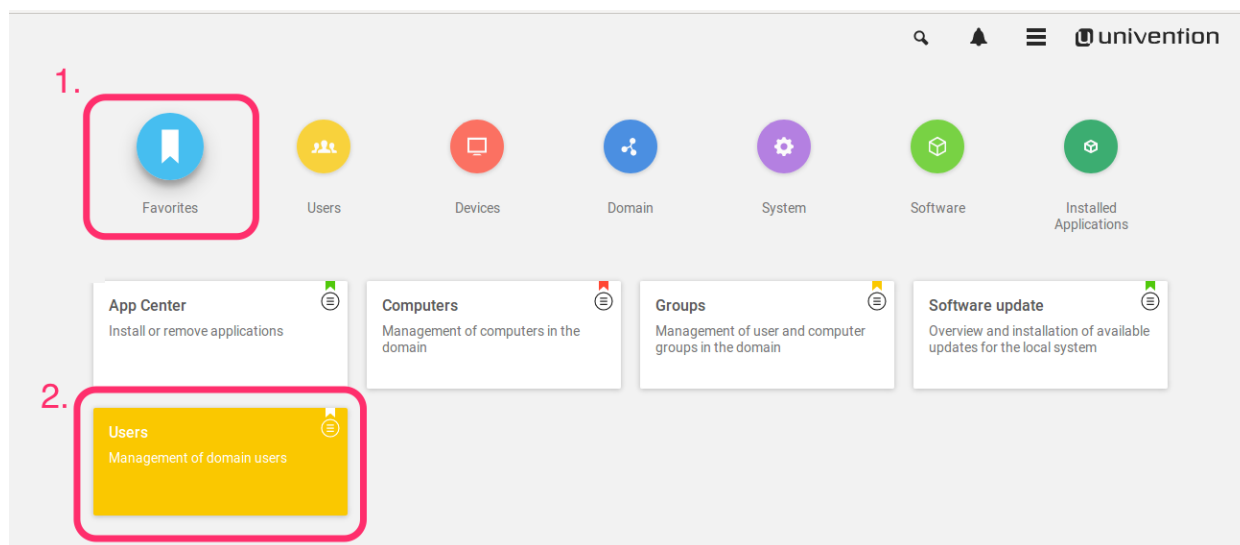 univention
1.
Favorites
Users
Devices
Domain
System
Software
Installed
Applications
App Center
Install or remove applications
Computers
Management of computers in the
domain
Groups
Management of user and computer
groups in the domain
Software update
Overview and installation of available
updates for the local system
2.
Users
Management of domain users